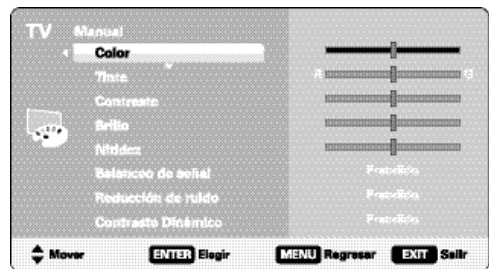 TV Manual
Color
Tinte R G
Contraste
Brillo
Nitidez
Balanceo de señal
Reducción de ruido
Contraste Dinámico
Mover ENTER Elegir MENU Regresar EXIT Salir